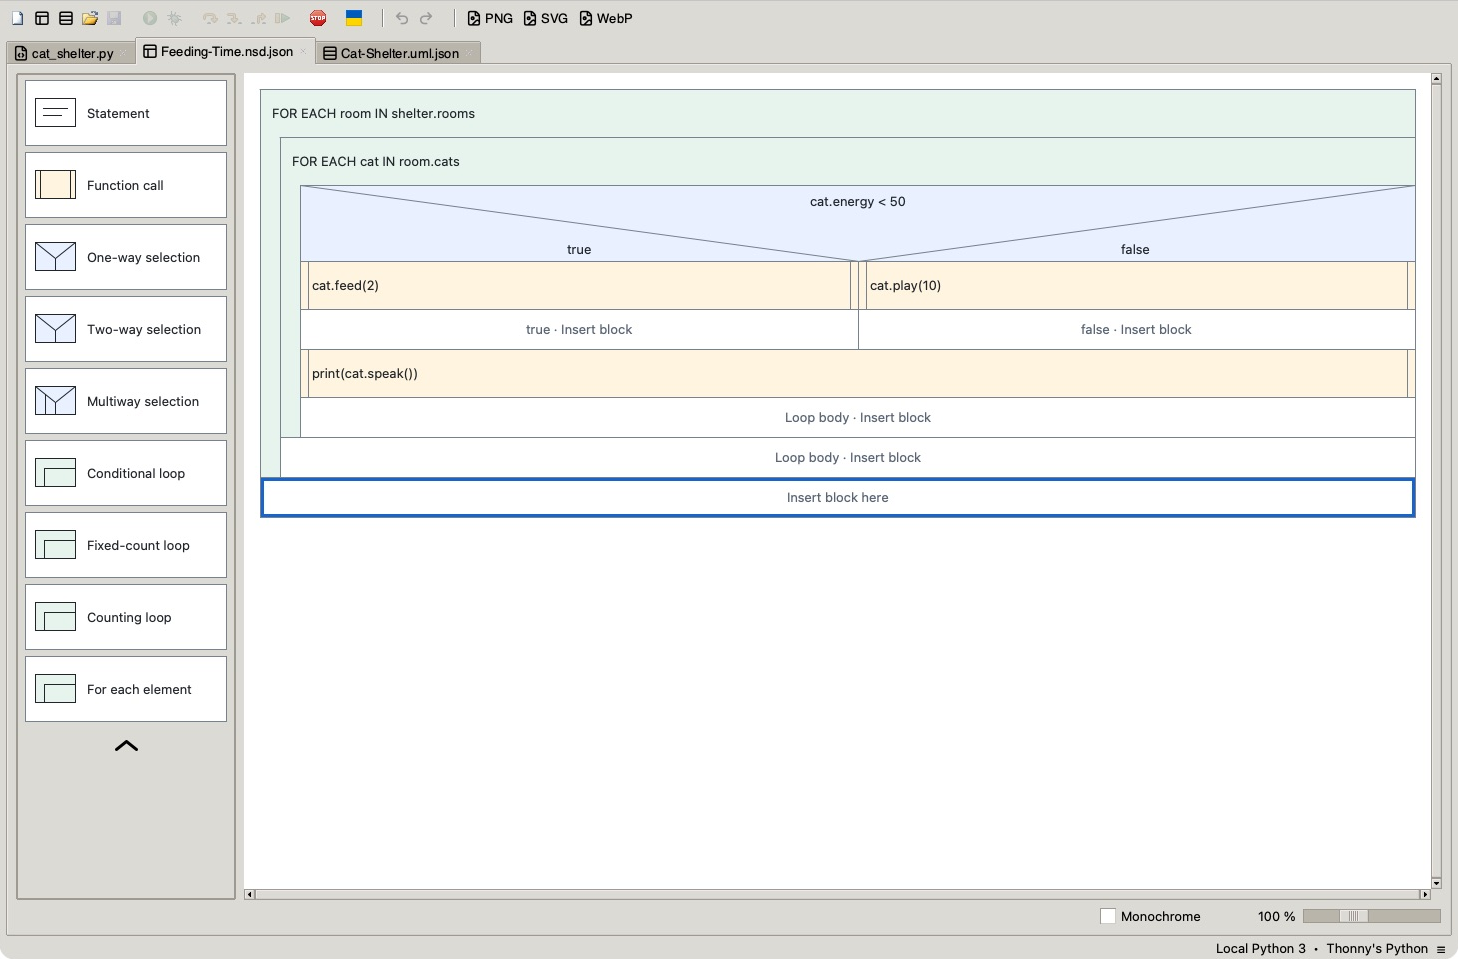 STOP
PNG SVG WebP
cat_shelter.py Feeding-Time.nsd.json Cat-Shelter.uml.json
Statement
Function call
One-way selection
Two-way selection
Multiway selection
Conditional loop
Fixed-count loop
Counting loop
For each element
FOR EACH room IN shelter.rooms
FOR EACH cat IN room.cats
cat.energy < 50
true false
cat.feed(2) cat.play(10)
true · Insert block false · Insert block
print(cat.speak())
Loop body · Insert block
Loop body · Insert block
Insert block here
Monochrome 100 %
Local Python 3 • Thonny's Python ≡